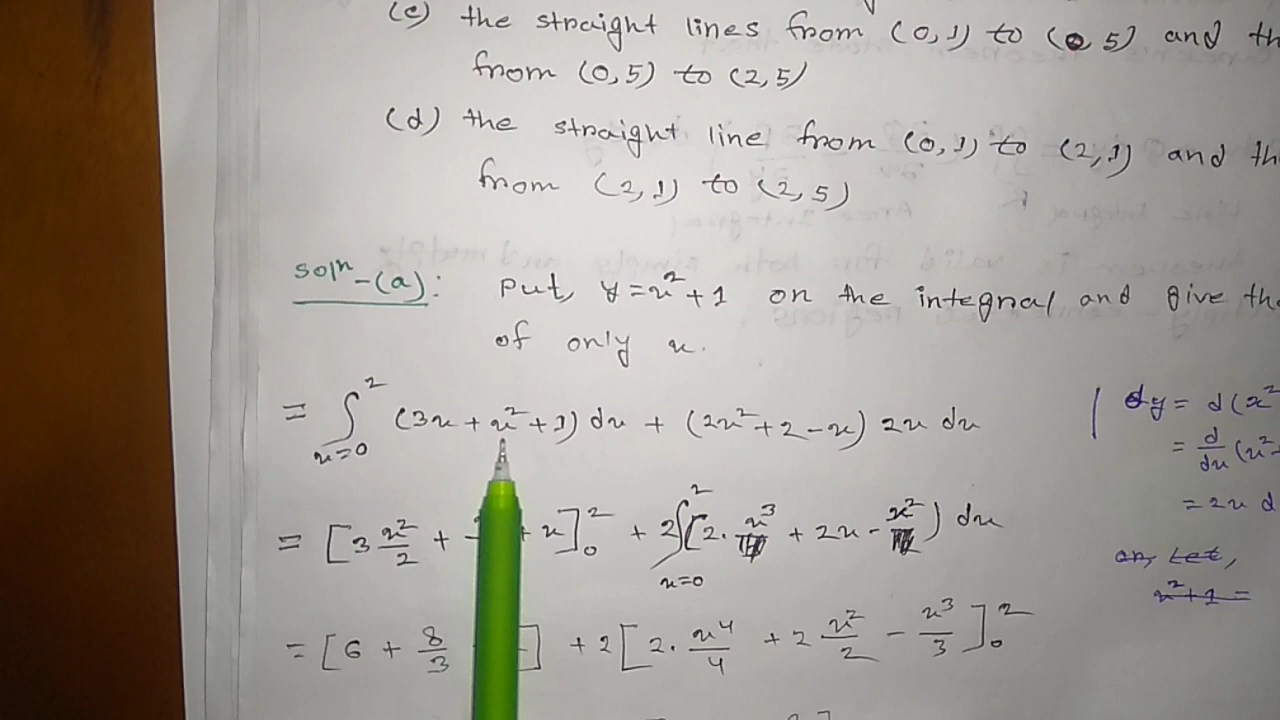 (c) the straight lines from (0,1) to (0,5) and
from (0,5) to (2,5)
(d) the straight line from (0,1) to (2,1) and
from (2,1) to (2,5)
Solⁿ-(a): Put, y=x²+1 on the integral and give
of only x.
= ∫_{x=0}^{2} (3x+x²+1) dx + (2x²+2-x) 2x dx
dy = d(x²
= d/dx (x²-
= 2x d
= [3 x²/2 + + x]₀² + 2∫_{x=0}^{2} [2. x³ + 2x - x²) dx
or, Let,
x²+1 =
= [6 + 8/3 ] + 2[2. x⁴/4 + 2 x²/2 - x³/3]₀²